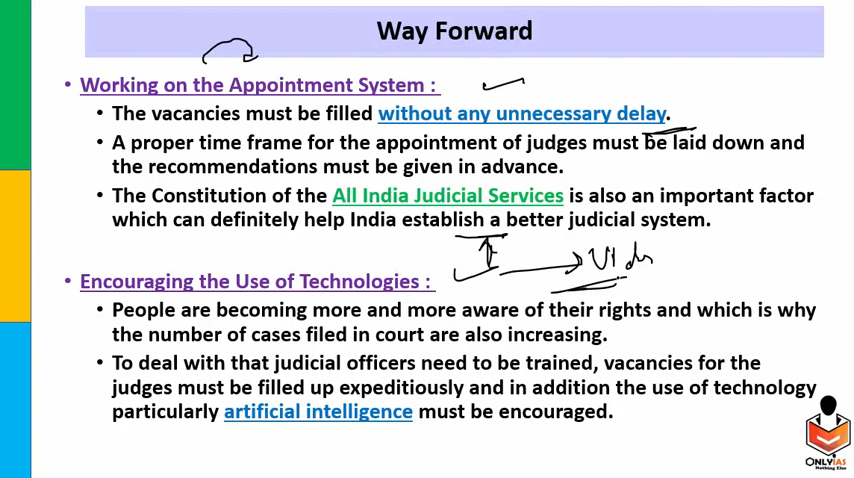 Way Forward
• Working on the Appointment System :
• The vacancies must be filled without any unnecessary delay.
• A proper time frame for the appointment of judges must be laid down and
the recommendations must be given in advance.
• The Constitution of the All India Judicial Services is also an important factor
which can definitely help India establish a better judicial system.
• Encouraging the Use of Technologies :
• People are becoming more and more aware of their rights and which is why
the number of cases filed in court are also increasing.
• To deal with that judicial officers need to be trained, vacancies for the
judges must be filled up expeditiously and in addition the use of technology
particularly artificial intelligence must be encouraged.
ONLYIAS
Nothing Else